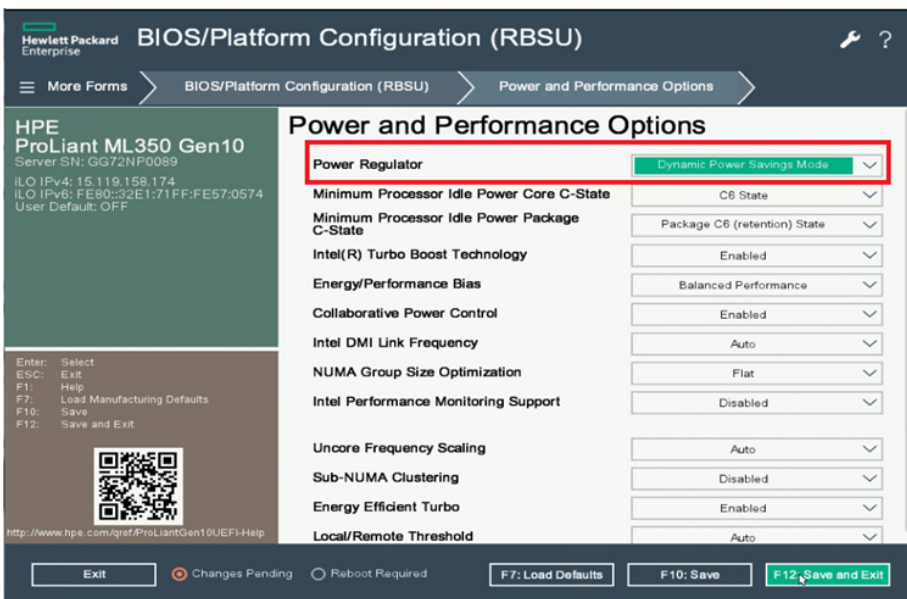 Hewlett Packard
Enterprise
BIOS/Platform Configuration (RBSU)
?
More Forms
BIOS/Platform Configuration (RBSU)
Power and Performance Options
HPE
ProLiant ML350 Gen10
Server SN: GG72NP0089
iLO IPv4: 15.119.158.174
iLO IPv6: FE80::32E1:71FF:FE57:0574
User Default: OFF
Enter: Select
ESC: Exit
F1: Help
F7: Load Manufacturing Defaults
F10: Save
F12: Save and Exit
http://www.hpe.com/qref/ProLiantGen10UEFI-Help
Power and Performance Options
Power Regulator Dynamic Power Savings Mode
Minimum Processor Idle Power Core C-State C6 State
Minimum Processor Idle Power Package
C-State Package C6 (retention) State
Intel(R) Turbo Boost Technology Enabled
Energy/Performance Bias Balanced Performance
Collaborative Power Control Enabled
Intel DMI Link Frequency Auto
NUMA Group Size Optimization Flat
Intel Performance Monitoring Support Disabled
Uncore Frequency Scaling Auto
Sub-NUMA Clustering Disabled
Energy Efficient Turbo Enabled
Local/Remote Threshold Auto
Exit
Changes Pending
Reboot Required
F7: Load Defaults
F10: Save
F12: Save and Exit